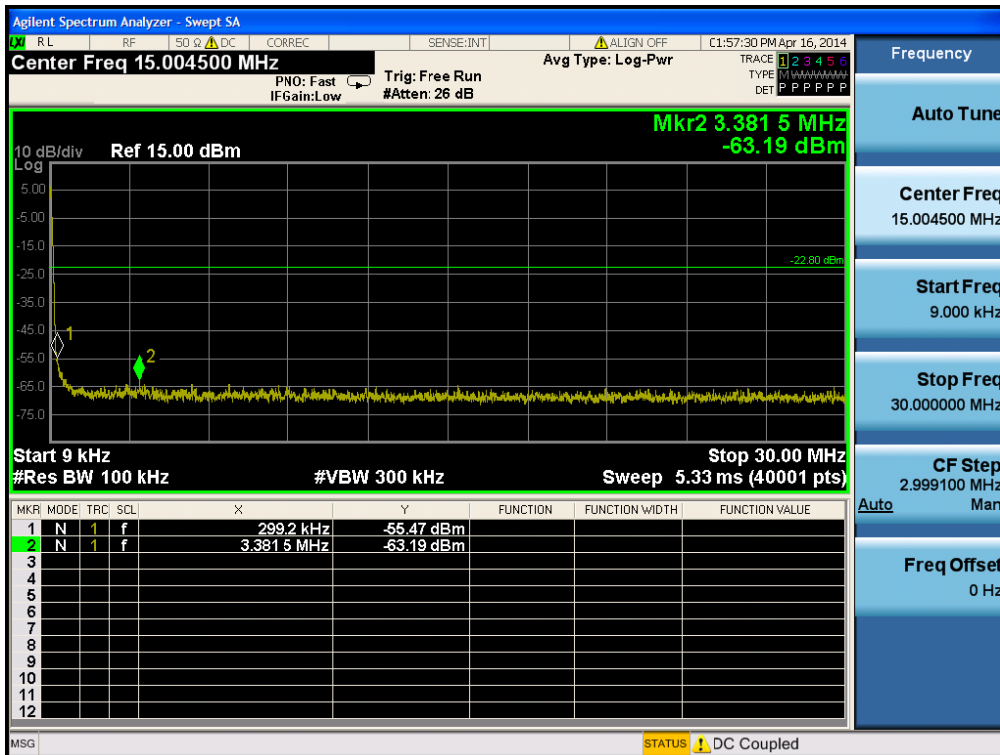 Agilent Spectrum Analyzer - Swept SA
LXI RL RF 50 Ω DC CORREC SENSE:INT ALIGN OFF 01:57:30 PM Apr 16, 2014
Center Freq 15.004500 MHz
PNO: Fast
IFGain:Low
Trig: Free Run
#Atten: 26 dB
Avg Type: Log-Pwr
TRACE 1 2 3 4 5 6
TYPE M W W W W W
DET P P P P P P
Mkr2 3.381 5 MHz
-63.19 dBm
10 dB/div Ref 15.00 dBm
Log
5.00
-5.00
-15.0
-22.80 dBm
-25.0
-35.0
-45.0
1
-55.0
2
-65.0
-75.0
Start 9 kHz Stop 30.00 MHz
#Res BW 100 kHz #VBW 300 kHz Sweep 5.33 ms (40001 pts)
MKR MODE TRC SCL X Y FUNCTION FUNCTION WIDTH FUNCTION VALUE
1 N 1 f 299.2 kHz -55.47 dBm
2 N 1 f 3.381 5 MHz -63.19 dBm
3
4
5
6
7
8
9
10
11
12
MSG STATUS DC Coupled
Frequency
Auto Tune
Center Freq
15.004500 MHz
Start Freq
9.000 kHz
Stop Freq
30.000000 MHz
CF Step
2.999100 MHz
Auto Man
Freq Offset
0 Hz